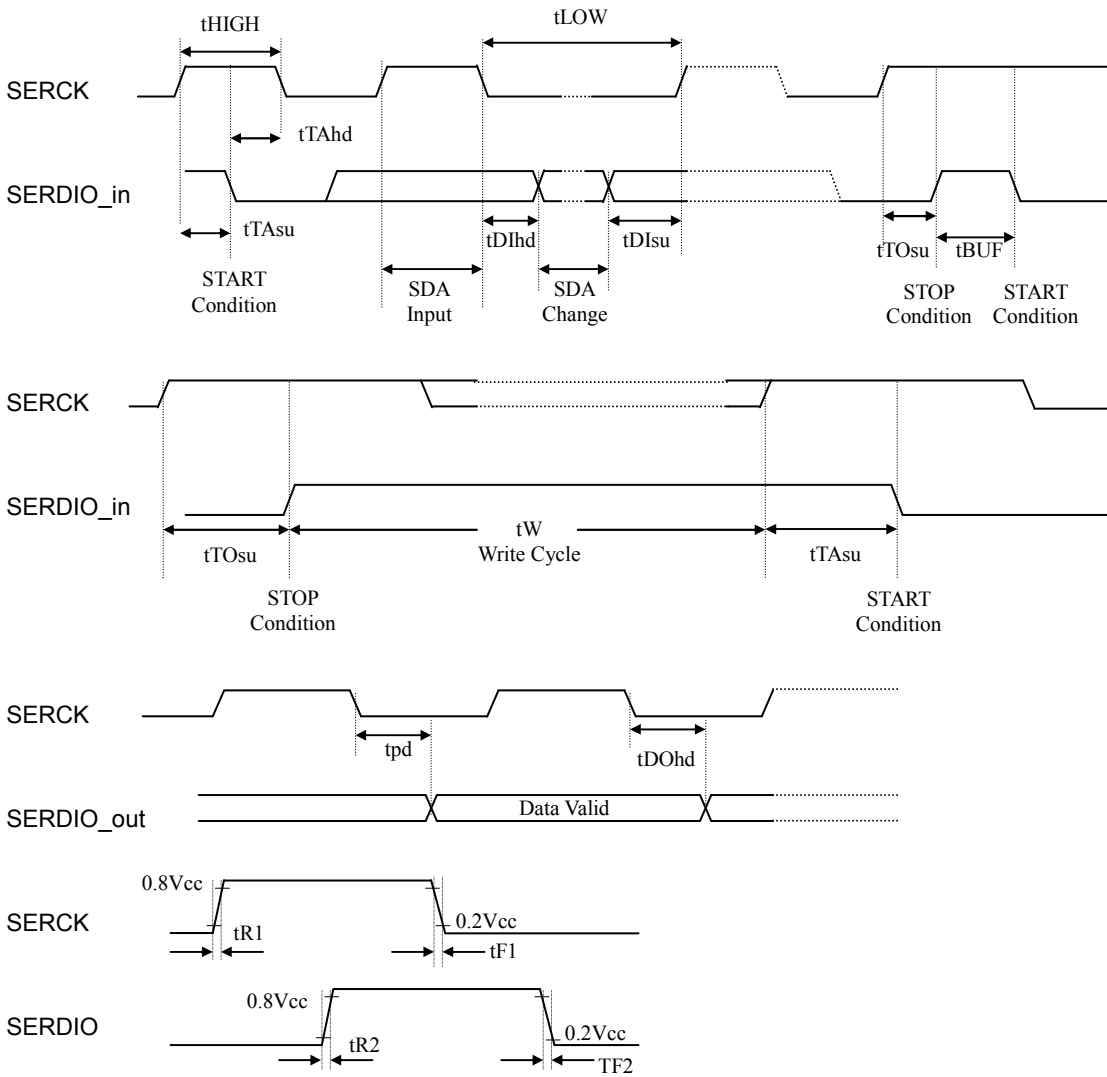 tHIGH
tLOW
SERCK
tTAhd
SERDIO_in
tTAsu
tDIhd
tDIsu
tTOsu
tBUF
START
Condition
SDA
Input
SDA
Change
STOP
Condition
START
Condition
SERCK
SERDIO_in
tTOsu
tW
Write Cycle
tTAsu
STOP
Condition
START
Condition
SERCK
tpd
tDOhd
SERDIO_out
Data Valid
0.8Vcc
SERCK
0.2Vcc
tR1
tF1
0.8Vcc
SERDIO
0.2Vcc
tR2
TF2